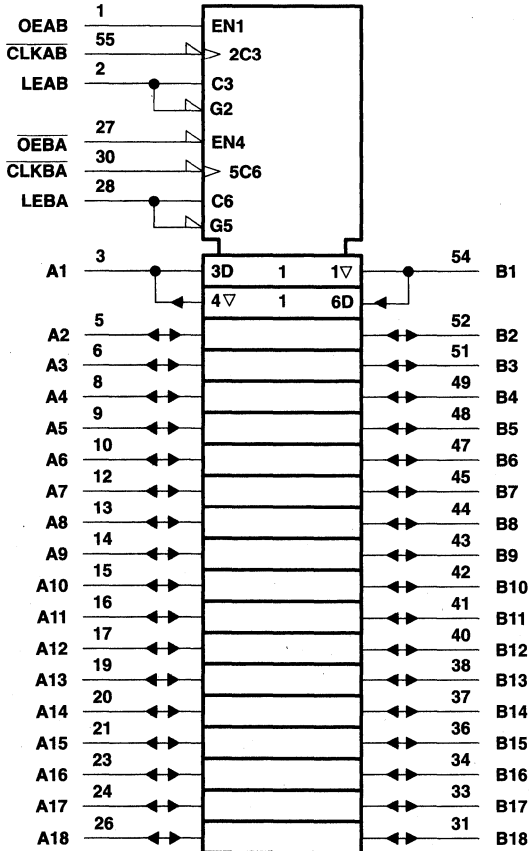 OEAB 1 EN1
CLKAB 55 2C3
LEAB 2 C3
G2
OEBA 27 EN4
CLKBA 30 5C6
LEBA 28 C6
G5
A1 3 3D 1 1▽ 54 B1
4▽ 1 6D
A2 5 52 B2
A3 6 51 B3
A4 8 49 B4
A5 9 48 B5
A6 10 47 B6
A7 12 45 B7
A8 13 44 B8
A9 14 43 B9
A10 15 42 B10
A11 16 41 B11
A12 17 40 B12
A13 19 38 B13
A14 20 37 B14
A15 21 36 B15
A16 23 34 B16
A17 24 33 B17
A18 26 31 B18